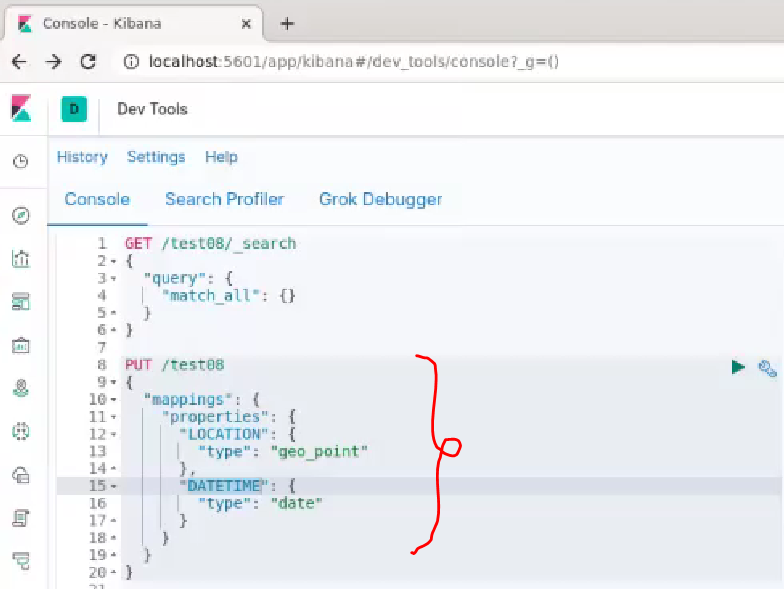 Console - Kibana
localhost:5601/app/kibana#/dev_tools/console?_g=()
D Dev Tools
History Settings Help
Console Search Profiler Grok Debugger
1 GET /test08/_search
2 {
3 "query": {
4 "match_all": {}
5 }
6 }
7
8 PUT /test08
9 {
10 "mappings": {
11 "properties": {
12 "LOCATION": {
13 "type": "geo_point"
14 },
15 "DATETIME": {
16 "type": "date"
17 }
18 }
19 }
20 }